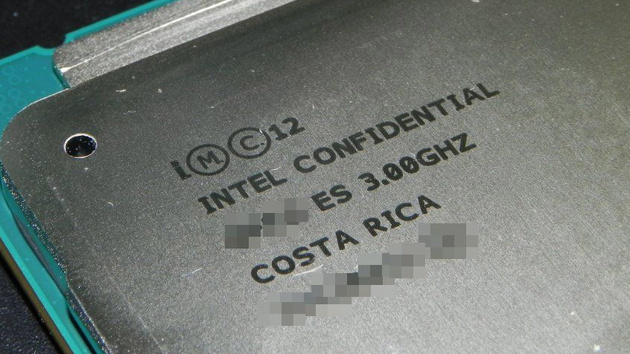 i Ⓜ Ⓒ 12
INTEL CONFIDENTIAL
ES 3.00GHZ
COSTA RICA